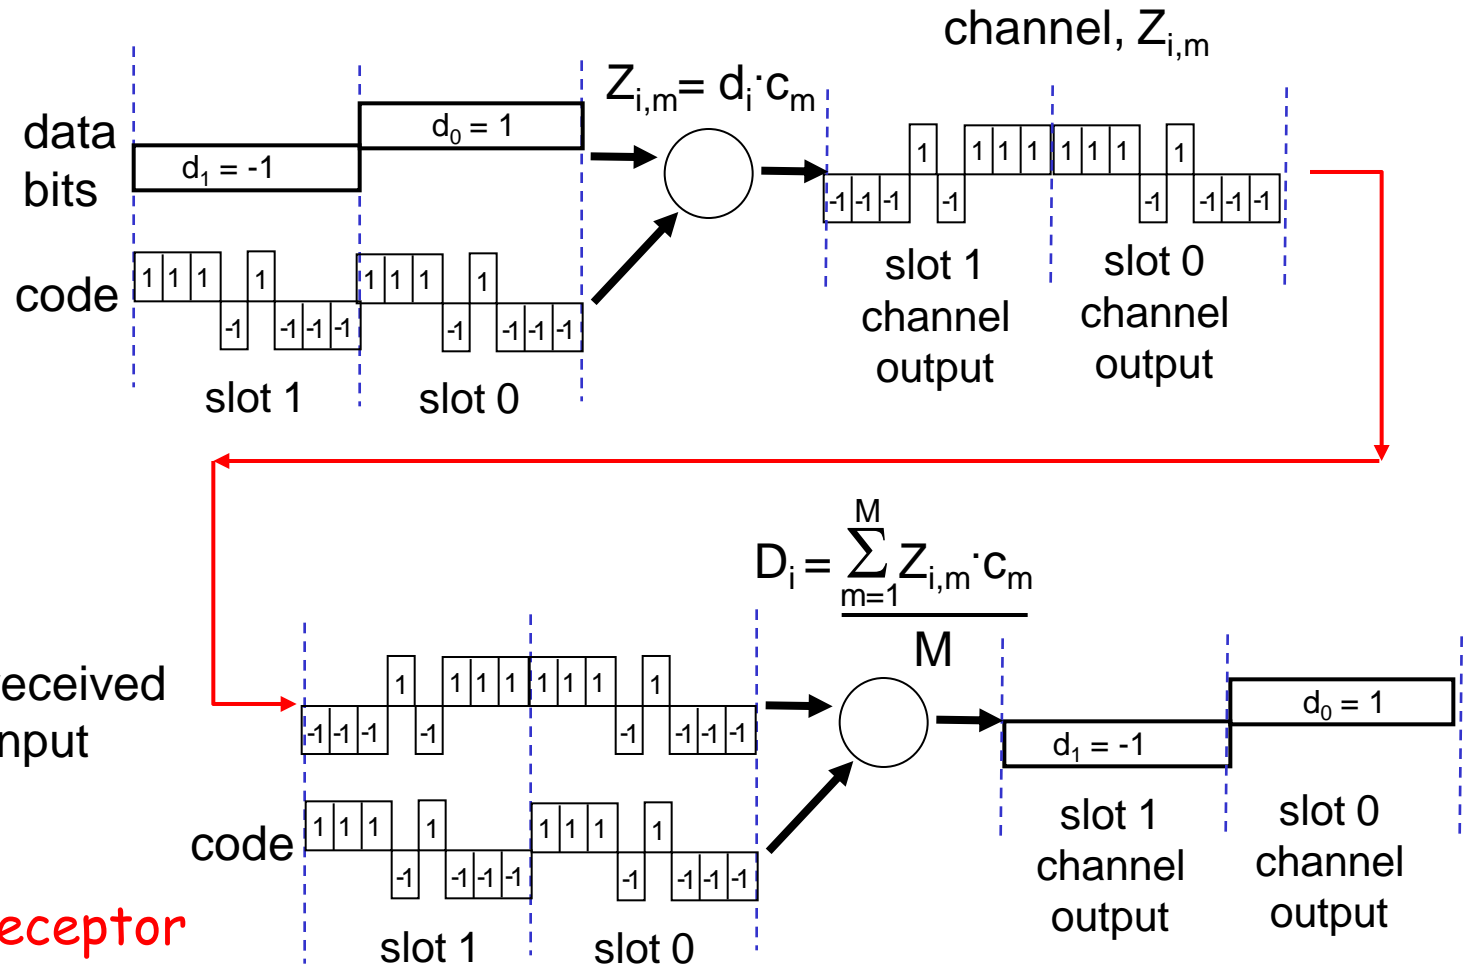 channel, Z_{i,m}
Z_{i,m}= d_i·c_m
data
bits
d_1 = -1
d_0 = 1
code
1 1 1 -1 1 -1 -1 -1
1 1 1 -1 1 -1 -1 -1
slot 1
slot 0
-1 -1 -1 1 -1 1 1 1
1 1 1 -1 1 -1 -1 -1
slot 1
channel
output
slot 0
channel
output
D_i = Σ_{m=1}^{M} Z_{i,m}·c_m
M
eceived
nput
-1 -1 -1 1 -1 1 1 1
1 1 1 -1 1 -1 -1 -1
code
1 1 1 -1 1 -1 -1 -1
1 1 1 -1 1 -1 -1 -1
slot 1
slot 0
d_1 = -1
d_0 = 1
slot 1
channel
output
slot 0
channel
output
eceptor